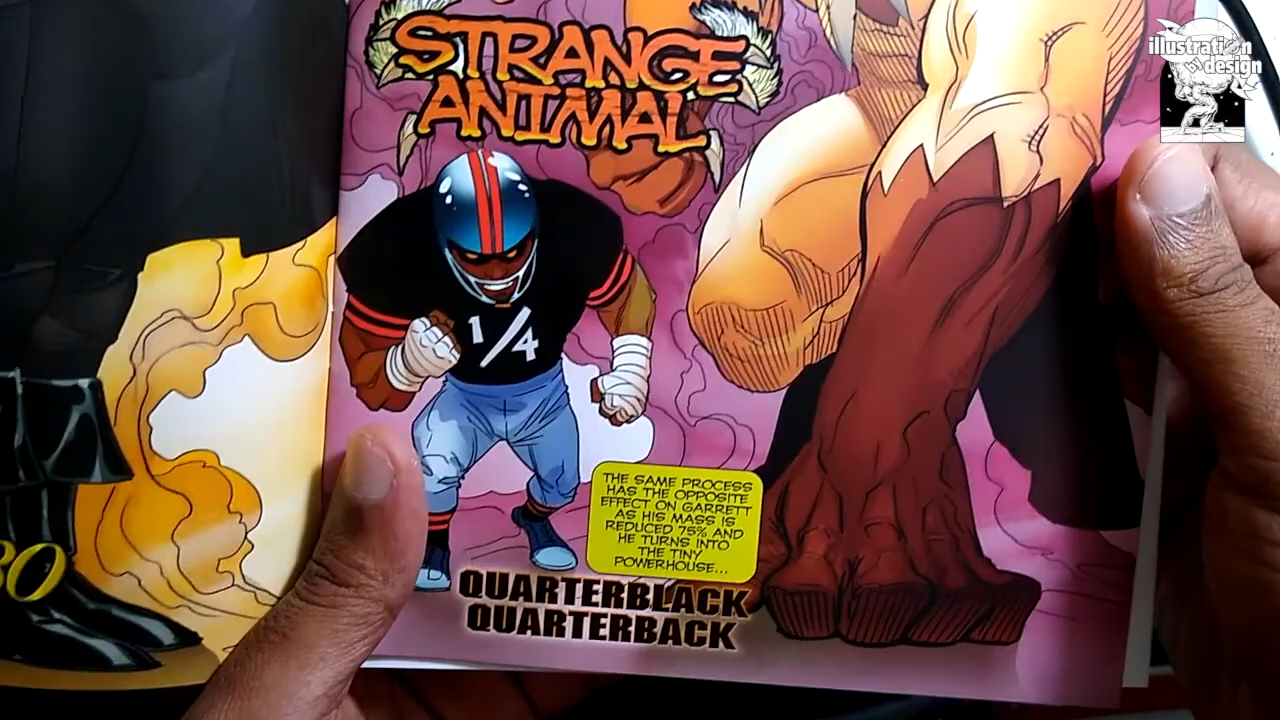 STRANGE
ANIMAL
illustration
design
1/4
THE SAME PROCESS
HAS THE OPPOSITE
EFFECT ON GARRETT
AS HIS MASS IS
REDUCED 75% AND
HE TURNS INTO
THE TINY
POWERHOUSE...
QUARTERBLACK
QUARTERBACK